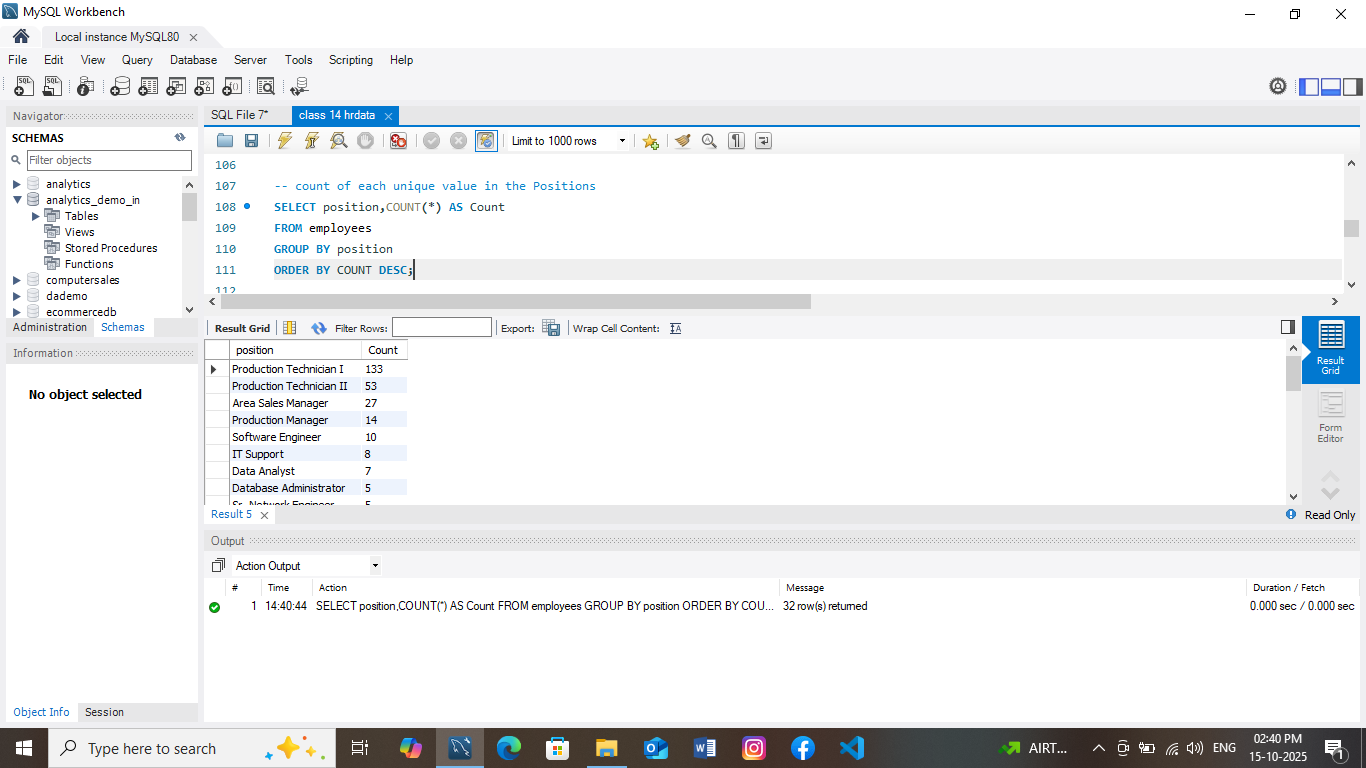 MySQL Workbench
Local instance MySQL80
File Edit View Query Database Server Tools Scripting Help
Navigator
SCHEMAS
Filter objects
analytics
analytics_demo_in
Tables
Views
Stored Procedures
Functions
computersales
dademo
ecommercedb
Administration Schemas
Information
No object selected
Object Info Session
SQL File 7* class 14 hrdata
Limit to 1000 rows
106
107 -- count of each unique value in the Positions
108 SELECT position,COUNT(*) AS Count
109 FROM employees
110 GROUP BY position
111 ORDER BY COUNT DESC;
112
Result Grid Filter Rows: Export: Wrap Cell Content: IA
position Count
Production Technician I 133
Production Technician II 53
Area Sales Manager 27
Production Manager 14
Software Engineer 10
IT Support 8
Data Analyst 7
Database Administrator 5
Sr. Network Engineer 5
Result Grid
Form Editor
Result 5
Read Only
Output
Action Output
# Time Action Message Duration / Fetch
1 14:40:44 SELECT position,COUNT(*) AS Count FROM employees GROUP BY position ORDER BY COU... 32 row(s) returned 0.000 sec / 0.000 sec
Type here to search
AIRT...
ENG
02:40 PM
15-10-2025
1